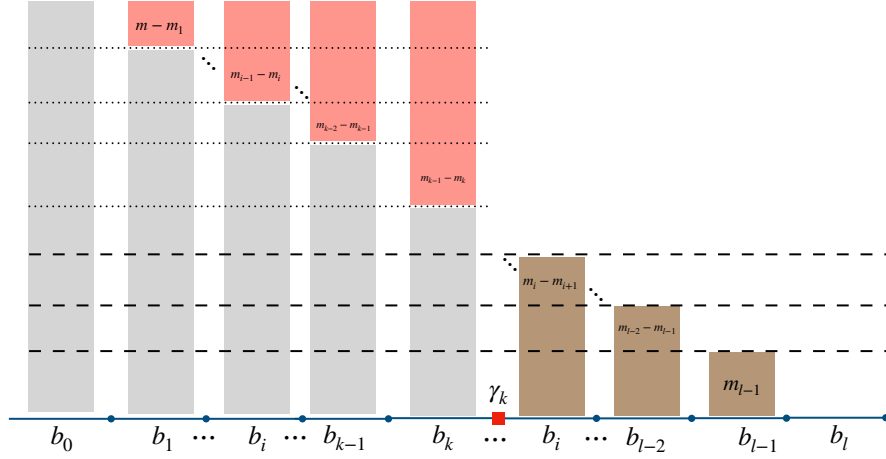 m − m₁
mᵢ₋₁ − mᵢ
mₖ₋₂ − mₖ₋₁
mₖ₋₁ − mₖ
mᵢ − mᵢ₊₁
mₗ₋₂ − mₗ₋₁
mₗ₋₁
γₖ
b₀ b₁ ... bᵢ ... bₖ₋₁ bₖ ... bᵢ ... bₗ₋₂ bₗ₋₁ bₗ